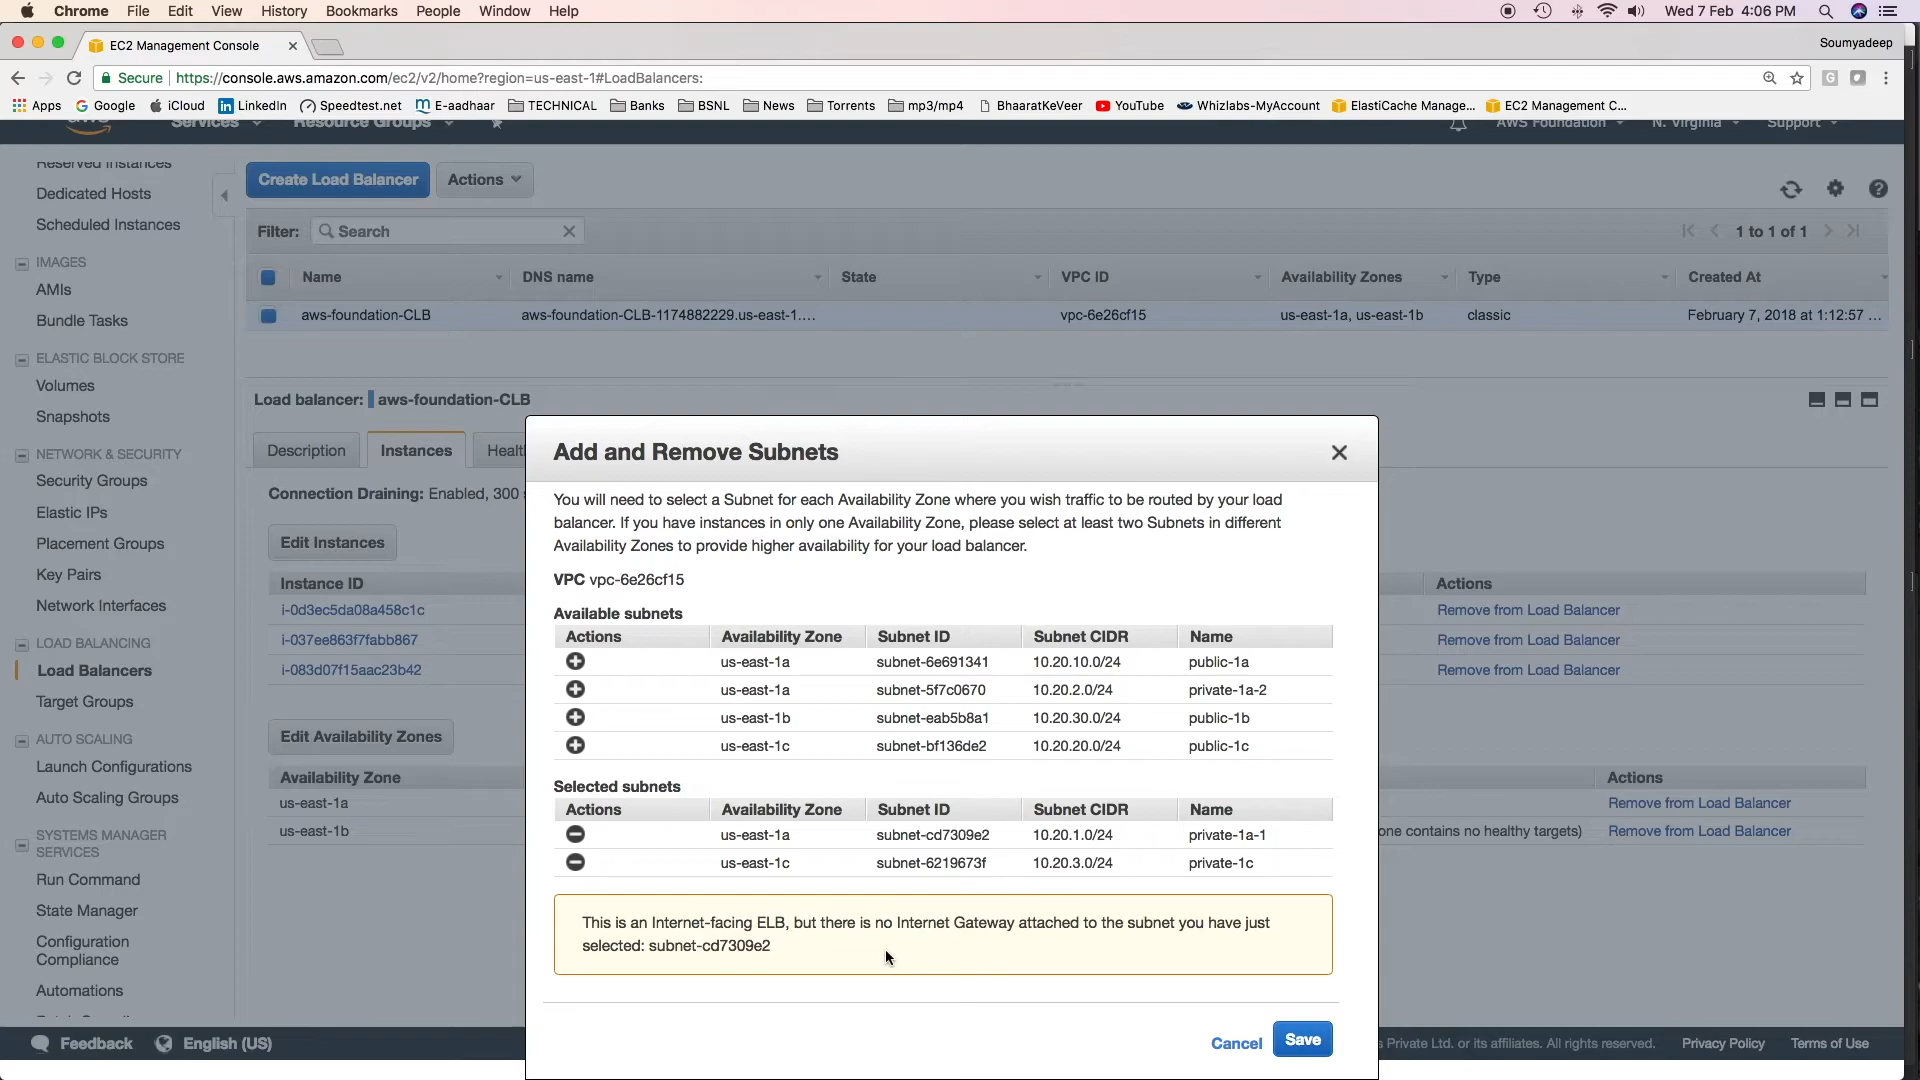 Chrome File Edit View History Bookmarks People Window Help Wed 7 Feb 4:06 PM
EC2 Management Console Soumyadeep
Secure https://console.aws.amazon.com/ec2/v2/home?region=us-east-1#LoadBalancers:
Apps Google iCloud LinkedIn Speedtest.net E-aadhaar TECHNICAL Banks BSNL News Torrents mp3/mp4 BhaaratKeVeer YouTube Whizlabs-MyAccount ElastiCache Manage... EC2 Management C...
aws Services Resource Groups AWS Foundation N. Virginia Support
Reserved Instances
Dedicated Hosts
Scheduled Instances
IMAGES
AMIs
Bundle Tasks
ELASTIC BLOCK STORE
Volumes
Snapshots
NETWORK & SECURITY
Security Groups
Elastic IPs
Placement Groups
Key Pairs
Network Interfaces
LOAD BALANCING
Load Balancers
Target Groups
AUTO SCALING
Launch Configurations
Auto Scaling Groups
SYSTEMS MANAGER
SERVICES
Run Command
State Manager
Configuration
Compliance
Automations
Create Load Balancer Actions
Filter: Search 1 to 1 of 1
Name DNS name State VPC ID Availability Zones Type Created At
aws-foundation-CLB aws-foundation-CLB-1174882229.us-east-1.... vpc-6e26cf15 us-east-1a, us-east-1b classic February 7, 2018 at 1:12:57 ...
Load balancer: aws-foundation-CLB
Description Instances Healt
Connection Draining: Enabled, 300 s
Edit Instances
Instance ID Actions
i-0d3ec5da08a458c1c Remove from Load Balancer
i-037ee863f7fabb867 Remove from Load Balancer
i-083d07f15aac23b42 Remove from Load Balancer
Edit Availability Zones
Availability Zone Actions
us-east-1a Remove from Load Balancer
us-east-1b one contains no healthy targets) Remove from Load Balancer
Add and Remove Subnets
You will need to select a Subnet for each Availability Zone where you wish traffic to be routed by your load
balancer. If you have instances in only one Availability Zone, please select at least two Subnets in different
Availability Zones to provide higher availability for your load balancer.
VPC vpc-6e26cf15
Available subnets
Actions Availability Zone Subnet ID Subnet CIDR Name
us-east-1a subnet-6e691341 10.20.10.0/24 public-1a
us-east-1a subnet-5f7c0670 10.20.2.0/24 private-1a-2
us-east-1b subnet-eab5b8a1 10.20.30.0/24 public-1b
us-east-1c subnet-bf136de2 10.20.20.0/24 public-1c
Selected subnets
Actions Availability Zone Subnet ID Subnet CIDR Name
us-east-1a subnet-cd7309e2 10.20.1.0/24 private-1a-1
us-east-1c subnet-6219673f 10.20.3.0/24 private-1c
This is an Internet-facing ELB, but there is no Internet Gateway attached to the subnet you have just
selected: subnet-cd7309e2
Cancel Save
Feedback English (US) s Private Ltd. or its affiliates. All rights reserved. Privacy Policy Terms of Use